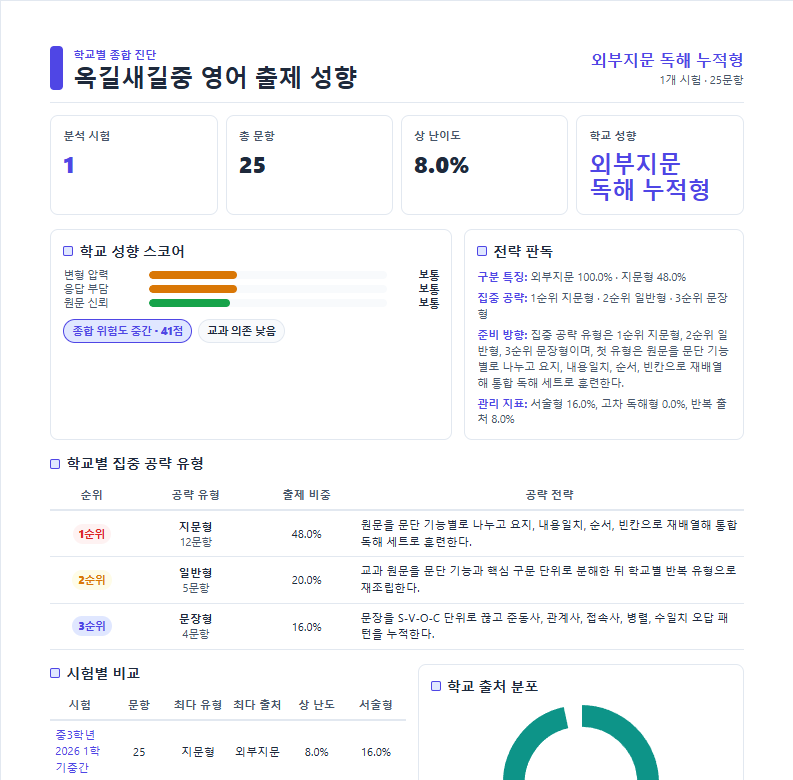 학교별 종합 진단
옥길새길중 영어 출제 성향
외부지문 독해 누적형
1개 시험 · 25문항
분석 시험
1
총 문항
25
상 난이도
8.0%
학교 성향
외부지문
독해 누적형
학교 성향 스코어
변형 압력
보통
응답 부담
보통
원문 신뢰
보통
종합 위험도 중간 · 41점
교과 의존 낮음
전략 판독
구분 특징: 외부지문 100.0% · 지문형 48.0%
집중 공략: 1순위 지문형 · 2순위 일반형 · 3순위 문장
형
준비 방향: 집중 공략 유형은 1순위 지문형, 2순위 일
반형, 3순위 문장형이며, 첫 유형은 원문을 문단 기능
별로 나누고 요지, 내용일치, 순서, 빈칸으로 재배열
해 통합 독해 세트로 훈련한다.
관리 지표: 서술형 16.0%, 고차 독해형 0.0%, 반복 출
처 8.0%
학교별 집중 공략 유형
순위
공략 유형
출제 비중
공략 전략
1순위
지문형
12문항
48.0%
원문을 문단 기능별로 나누고 요지, 내용일치, 순서, 빈칸으로 재배열해 통합
독해 세트로 훈련한다.
2순위
일반형
5문항
20.0%
교과 원문을 문단 기능과 핵심 구문 단위로 분해한 뒤 학교별 반복 유형으로
재조립한다.
3순위
문장형
4문항
16.0%
문장을 S-V-O-C 단위로 끊고 준동사, 관계사, 접속사, 병렬, 수일치 오답 패
턴을 누적한다.
시험별 비교
시험
문항
최다 유형
최다 출처
상 난도
서술형
중3학년
2026 1학
기중간
25
지문형
외부지문
8.0%
16.0%
학교 출처 분포